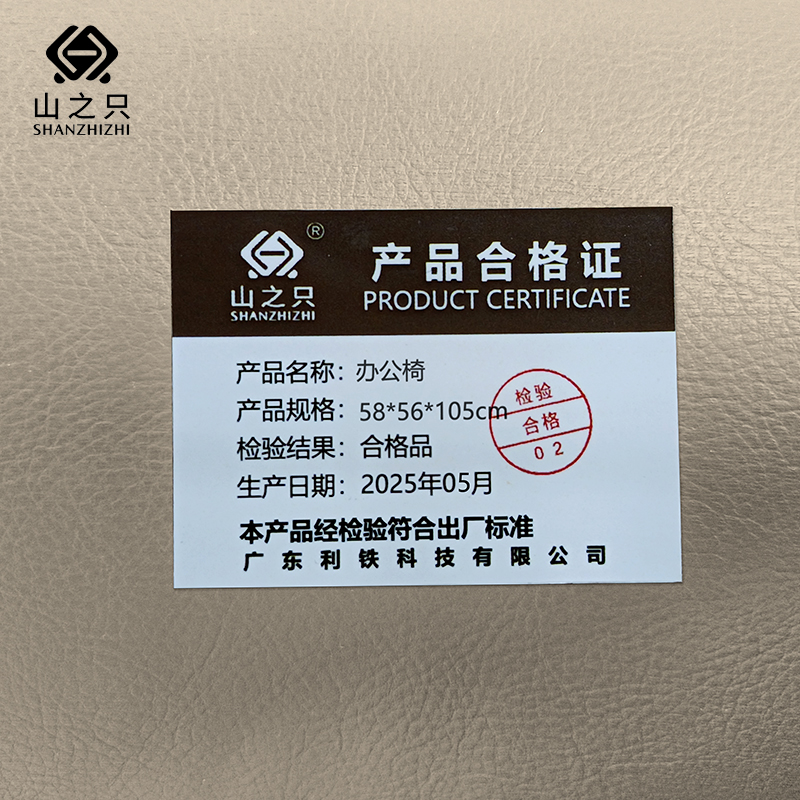 山之只
SHANZHIZHI
®
山之只
SHANZHIZHI
产品合格证
PRODUCT CERTIFICATE
产品名称：办公椅
产品规格：58*56*105cm
检验结果：合格品
生产日期：2025年05月
检验
合格
02
本产品经检验符合出厂标准
广东利铁科技有限公司